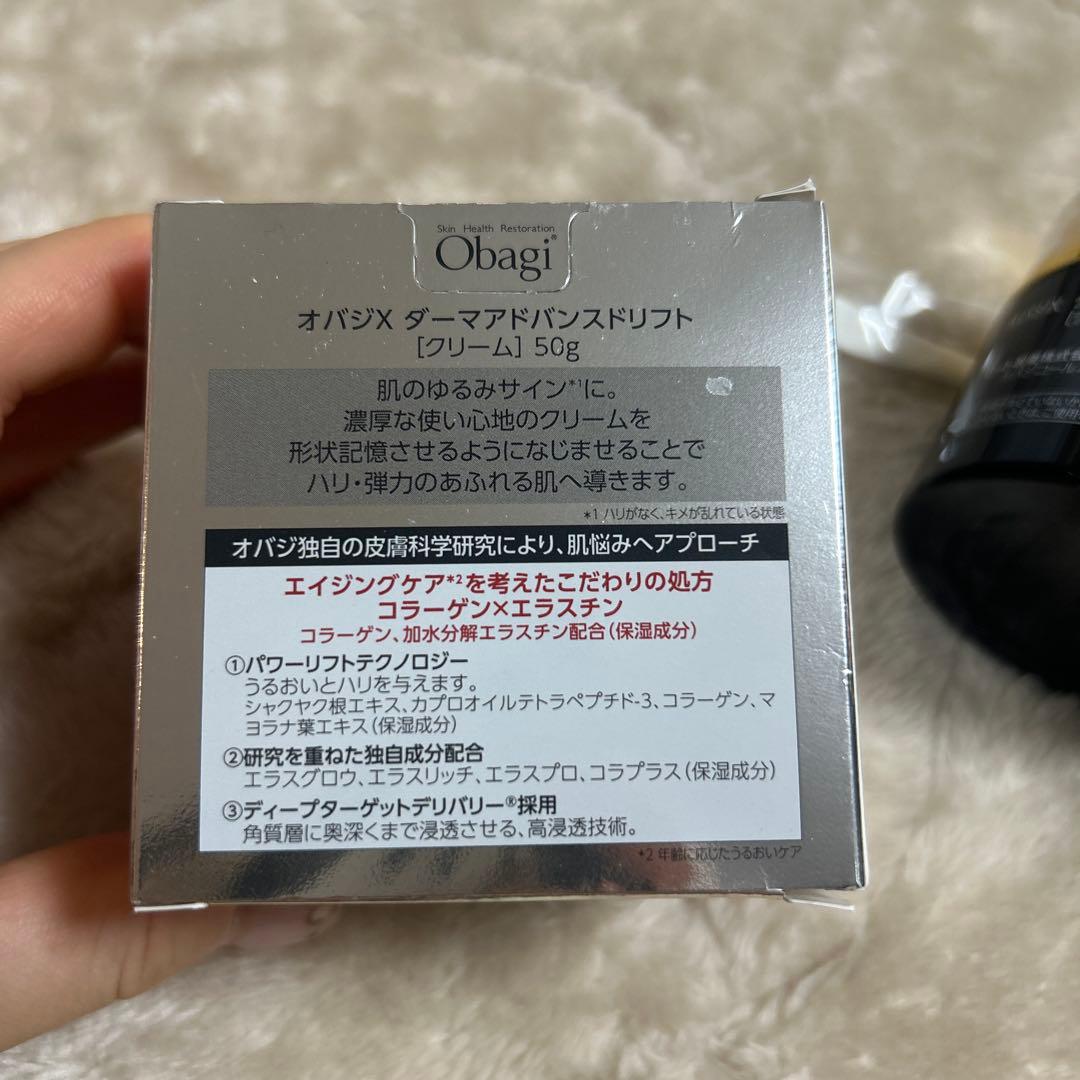 Skin Health Restoration
Obagi®
オバジX ダーマアドバンスドリフト
[クリーム] 50g
肌のゆるみサイン*1に。
濃厚な使い心地のクリームを
形状記憶させるようになじませることで
ハリ・弾力のあふれる肌へ導きます。
*1 ハリがなく、キメが乱れている状態
オバジ独自の皮膚科学研究により、肌悩みへアプローチ
エイジングケア*2を考えたこだわりの処方
コラーゲン×エラスチン
コラーゲン、加水分解エラスチン配合(保湿成分)
①パワーリフトテクノロジー
うるおいとハリを与えます。
シャクヤク根エキス、カプロオイルテトラペプチド-3、コラーゲン、マ
ヨラナ葉エキス(保湿成分)
②研究を重ねた独自成分配合
エラスグロウ、エラスリッチ、エラスプロ、コラプラス(保湿成分)
③ディープターゲットデリバリー®採用
角質層に奥深くまで浸透させる、高浸透技術。
*2 年齢に応じたうるおいケア